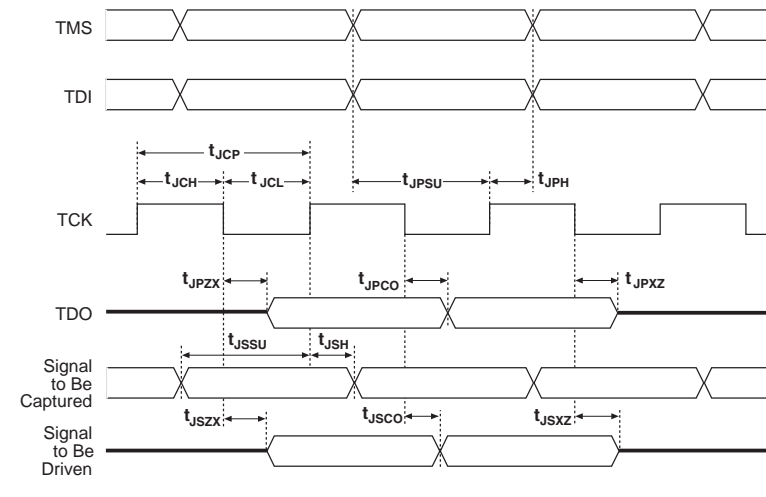 TMS
TDI
tJCP
tJCH
tJCL
tJPSU
tJPH
TCK
tJPZX
tJPCO
tJPXZ
TDO
tJSSU
tJSH
Signal
to Be
Captured
tJSZX
tJSCO
tJSXZ
Signal
to Be
Driven